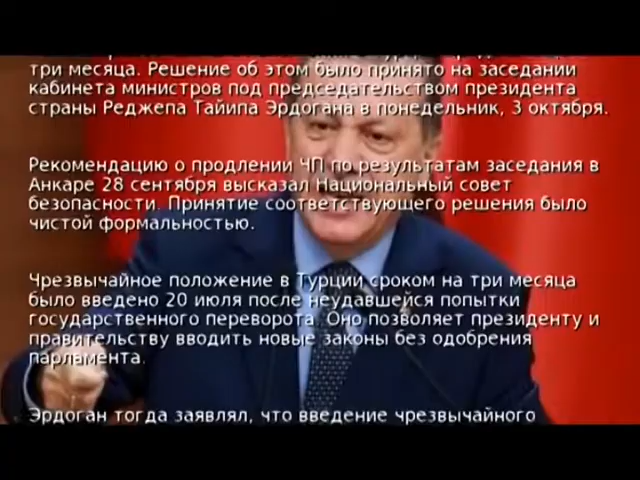 три месяца. Решение об этом было принято на заседании
кабинета министров под председательством президента
страны Реджепа Тайипа Эрдогана в понедельник, 3 октября.
Рекомендацию о продлении ЧП по результатам заседания в
Анкаре 28 сентября высказал Национальный совет
безопасности. Принятие соответствующего решения было
чистой формальностью.
Чрезвычайное положение в Турции сроком на три месяца
было введено 20 июля после неудавшейся попытки
государственного переворота. Оно позволяет президенту и
правительству вводить новые законы без одобрения
парламента.
Эрдоган тогда заявлял, что введение чрезвычайного